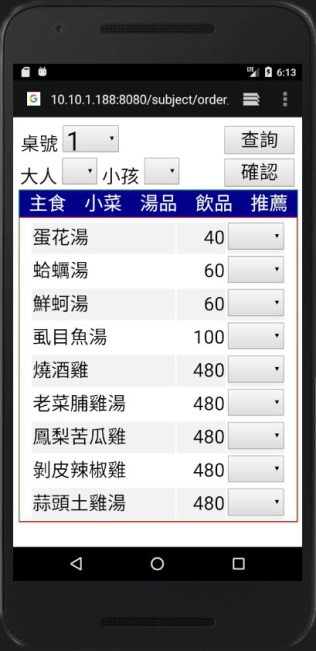 6:13
10.10.1.188:8080/subject/order.
桌號 1 查詢
大人 小孩 確認
主食 小菜 湯品 飲品 推薦
蛋花湯 40
蛤蠣湯 60
鮮蚵湯 60
虱目魚湯 100
燒酒雞 480
老菜脯雞湯 480
鳳梨苦瓜雞 480
剝皮辣椒雞 480
蒜頭土雞湯 480